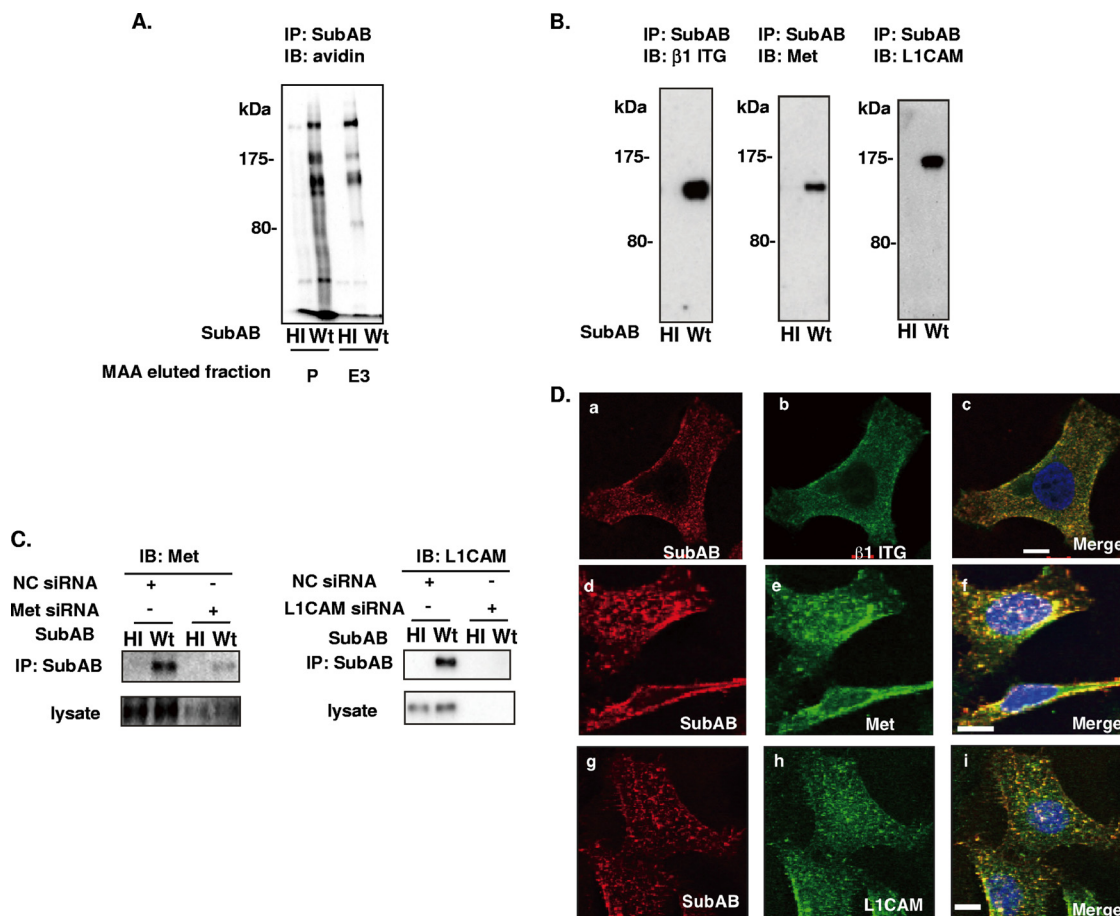 A.
IP: SubAB
IB: avidin
kDa
175-
80-
SubAB
HI Wt HI Wt
MAA eluted fraction
P E3
B.
IP: SubAB IP: SubAB IP: SubAB
IB: β1 ITG IB: Met IB: L1CAM
kDa kDa kDa
175- 175- 175-
80- 80- 80-
SubAB HI Wt HI Wt HI Wt
C.
IB: Met
NC siRNA + -
Met siRNA - +
SubAB HI Wt HI Wt
IP: SubAB
lysate
IB: L1CAM
NC siRNA + -
L1CAM siRNA - +
SubAB HI Wt HI Wt
IP: SubAB
lysate
D.
a b c
SubAB β1 ITG Merge
d e f
SubAB Met Merge
g h i
SubAB L1CAM Merge